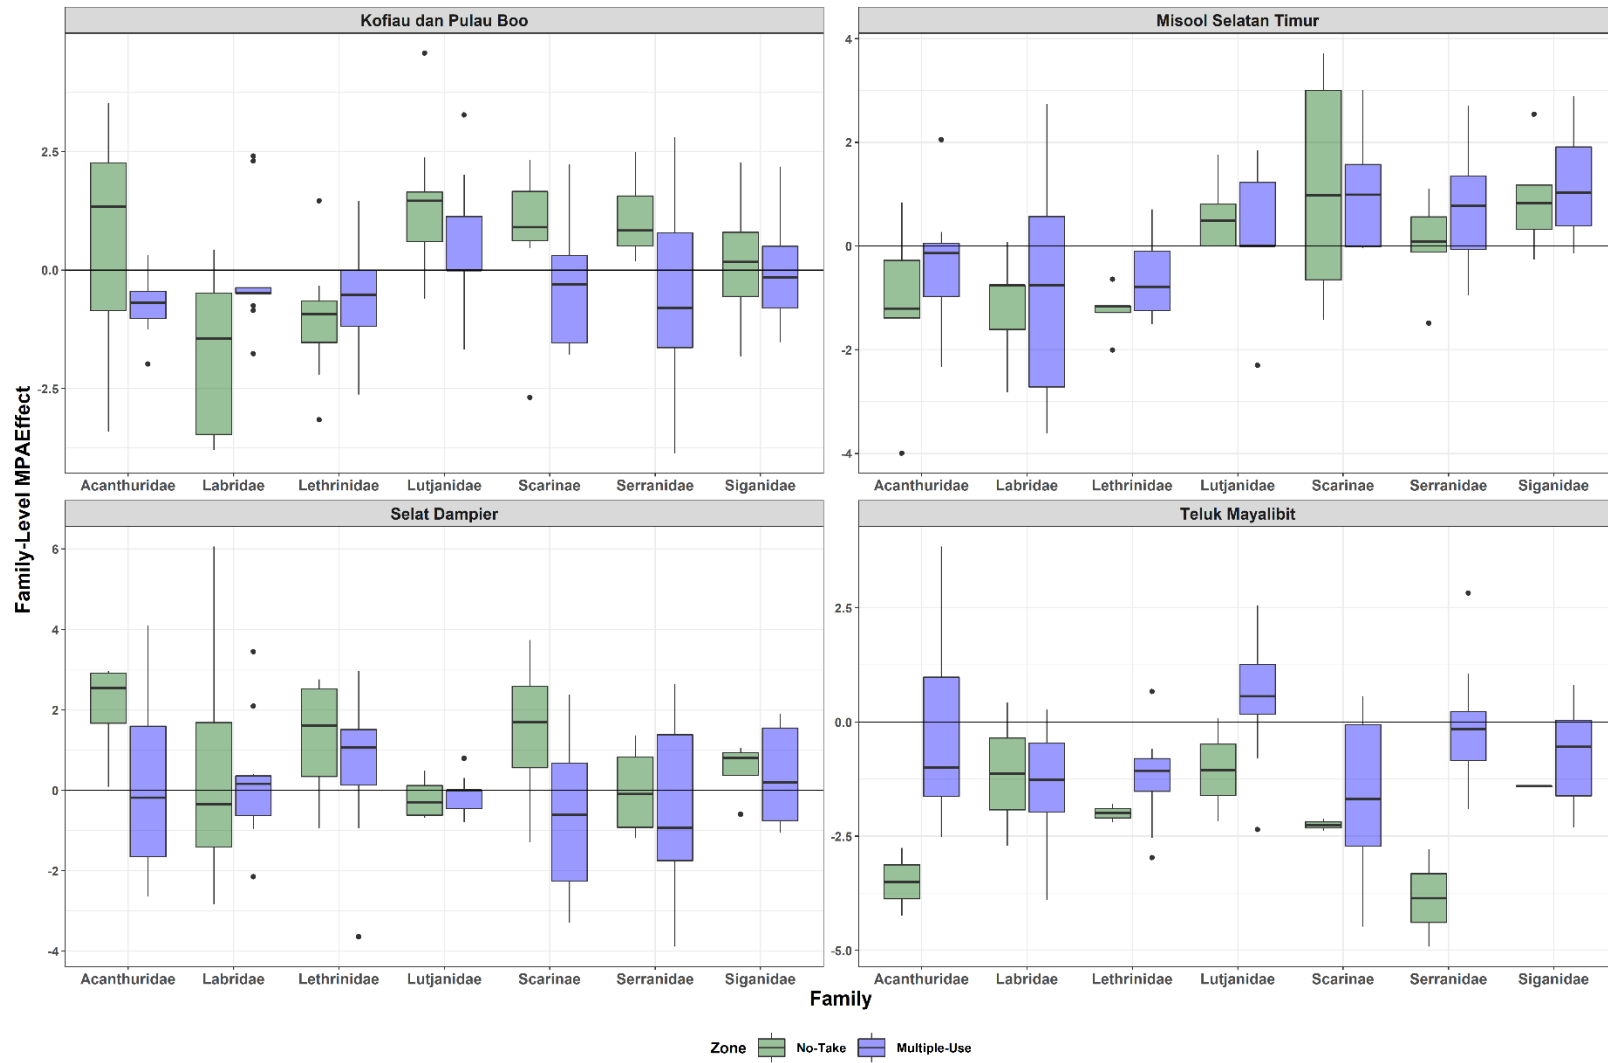 Kofiau dan Pulau Boo
Misool Selatan Timur
2.5
0.0
-2.5
4
2
0
-2
-4
Acanthuridae Labridae Lethrinidae Lutjanidae Scarinae Serranidae Siganidae
Acanthuridae Labridae Lethrinidae Lutjanidae Scarinae Serranidae Siganidae
Family-Level MPAEffect
Selat Dampier
Teluk Mayalibit
6
4
2
0
-2
-4
2.5
0.0
-2.5
-5.0
Acanthuridae Labridae Lethrinidae Lutjanidae Scarinae Serranidae Siganidae
Acanthuridae Labridae Lethrinidae Lutjanidae Scarinae Serranidae Siganidae
Family
Zone No-Take Multiple-Use